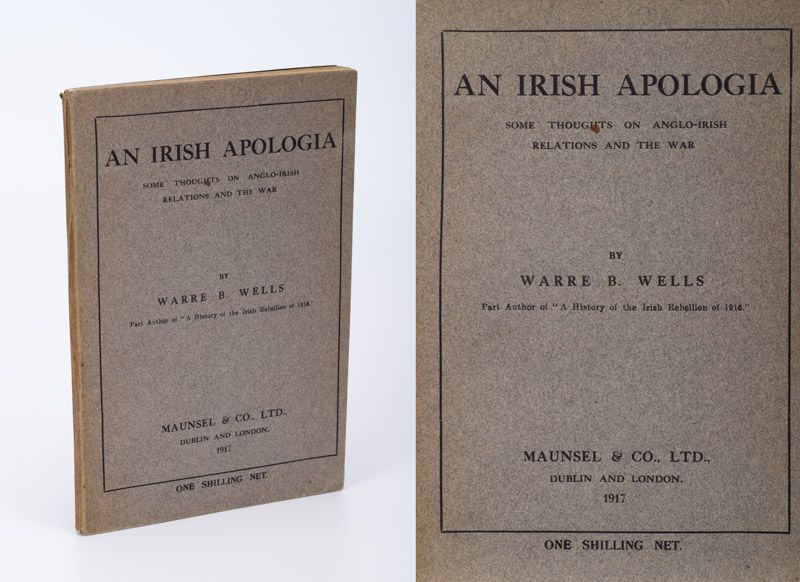 AN IRISH APOLOGIA
SOME THOUGHTS ON ANGLO-IRISH
RELATIONS AND THE WAR
BY
WARRE B. WELLS
Part Author of "A History of the Irish Rebellion of 1916."
MAUNSEL & CO., LTD.,
DUBLIN AND LONDON.
1917
ONE SHILLING NET.
AN IRISH APOLOGIA
SOME THOUGHTS ON ANGLO-IRISH
RELATIONS AND THE WAR
BY
WARRE B. WELLS
Part Author of "A History of the Irish Rebellion of 1916."
MAUNSEL & CO., LTD.,
DUBLIN AND LONDON.
1917
ONE SHILLING NET.